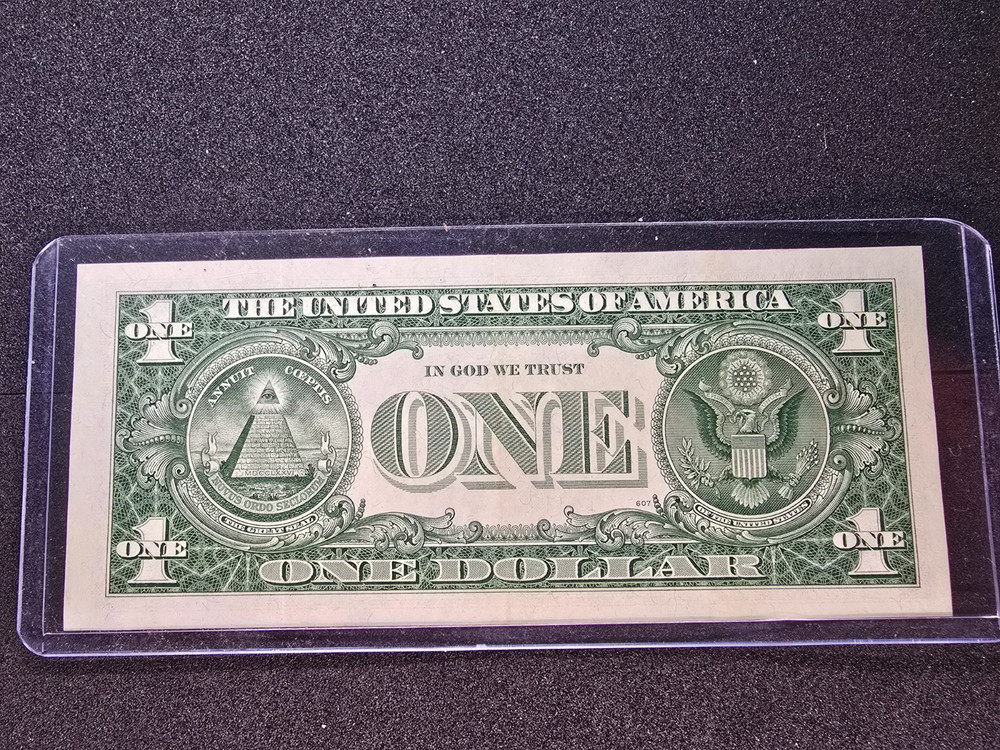 THE UNITED STATES OF AMERICA
1 ONE
1 ONE
ANNUIT CŒPTIS
IN GOD WE TRUST
ONE
NOVUS ORDO SECLORUM
THE GREAT SEAL
607
OF THE UNITED STATES
1 ONE
1 ONE
ONE DOLLAR